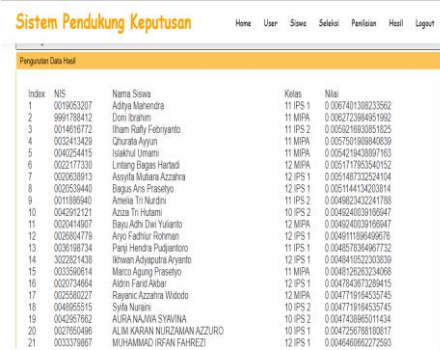 Sistem Pendukung Keputusan
Home User Siswa Seleksi Penilaian Hasil Logout
Pengurutan Data Hasil
Index NIS Nama Siswa Kelas Nilai
1 0019053207 Aditya Mahendra 11 IPS 1 0.0067401308233562
2 9991788412 Doni Ibrahim 11 MIPA 0.0062723984951992
3 0014616772 Ilham Rafly Febriyanto 11 IPS 2 0.0059216930851825
4 0032413429 Qhurata Ayyun 11 MIPA 0.0057501909840839
5 0040254415 Islakhul Umami 11 MIPA 0.0054219438897163
6 0022177330 Lintang Bagas Hartadi 12 MIPA 0.0051717953540152
7 0020638913 Assyifa Mutiara Azzahra 12 IPS 1 0.0051487332524104
8 0020539440 Bagus Aris Prasetyo 12 IPS 1 0.0051144134203814
9 0011886940 Amelia Tri Nurdini 11 IPS 2 0.0049823432241788
10 0042912121 Aziza Tri Hutami 10 IPS 2 0.0049240039166947
11 0020414907 Bayu Adhi Dwi Yulianto 12 MIPA 0.0049240039166947
12 0026804779 Aryo Fadhlur Rohman 12 IPS 1 0.0049111896499676
13 0036198734 Panji Hendra Pudjiantoro 11 IPS 1 0.0048578364967732
14 3022821438 Ikhwan Adyaputra Aryanto 12 IPS 1 0.0048410522303839
15 0033590614 Marco Agung Prasetyo 11 MIPA 0.0048126263234068
16 0020734664 Aldrin Farid Akbar 12 IPS 1 0.0047843673289415
17 0025580227 Rayanic Azzahra Widodo 12 MIPA 0.0047719164535745
18 0048955515 Syifa Nuraini 10 IPS 2 0.0047719164535745
19 0042957662 AURA NAJWA SYAVINA 10 IPS 2 0.0047438965011434
20 0027650496 ALIM KARAN NURZAMAN AZZURO 10 IPS 1 0.0047256768180817
21 0033379867 MUHAMMAD IRFAN FAHREZI 12 IPS 1 0.0046460662272593